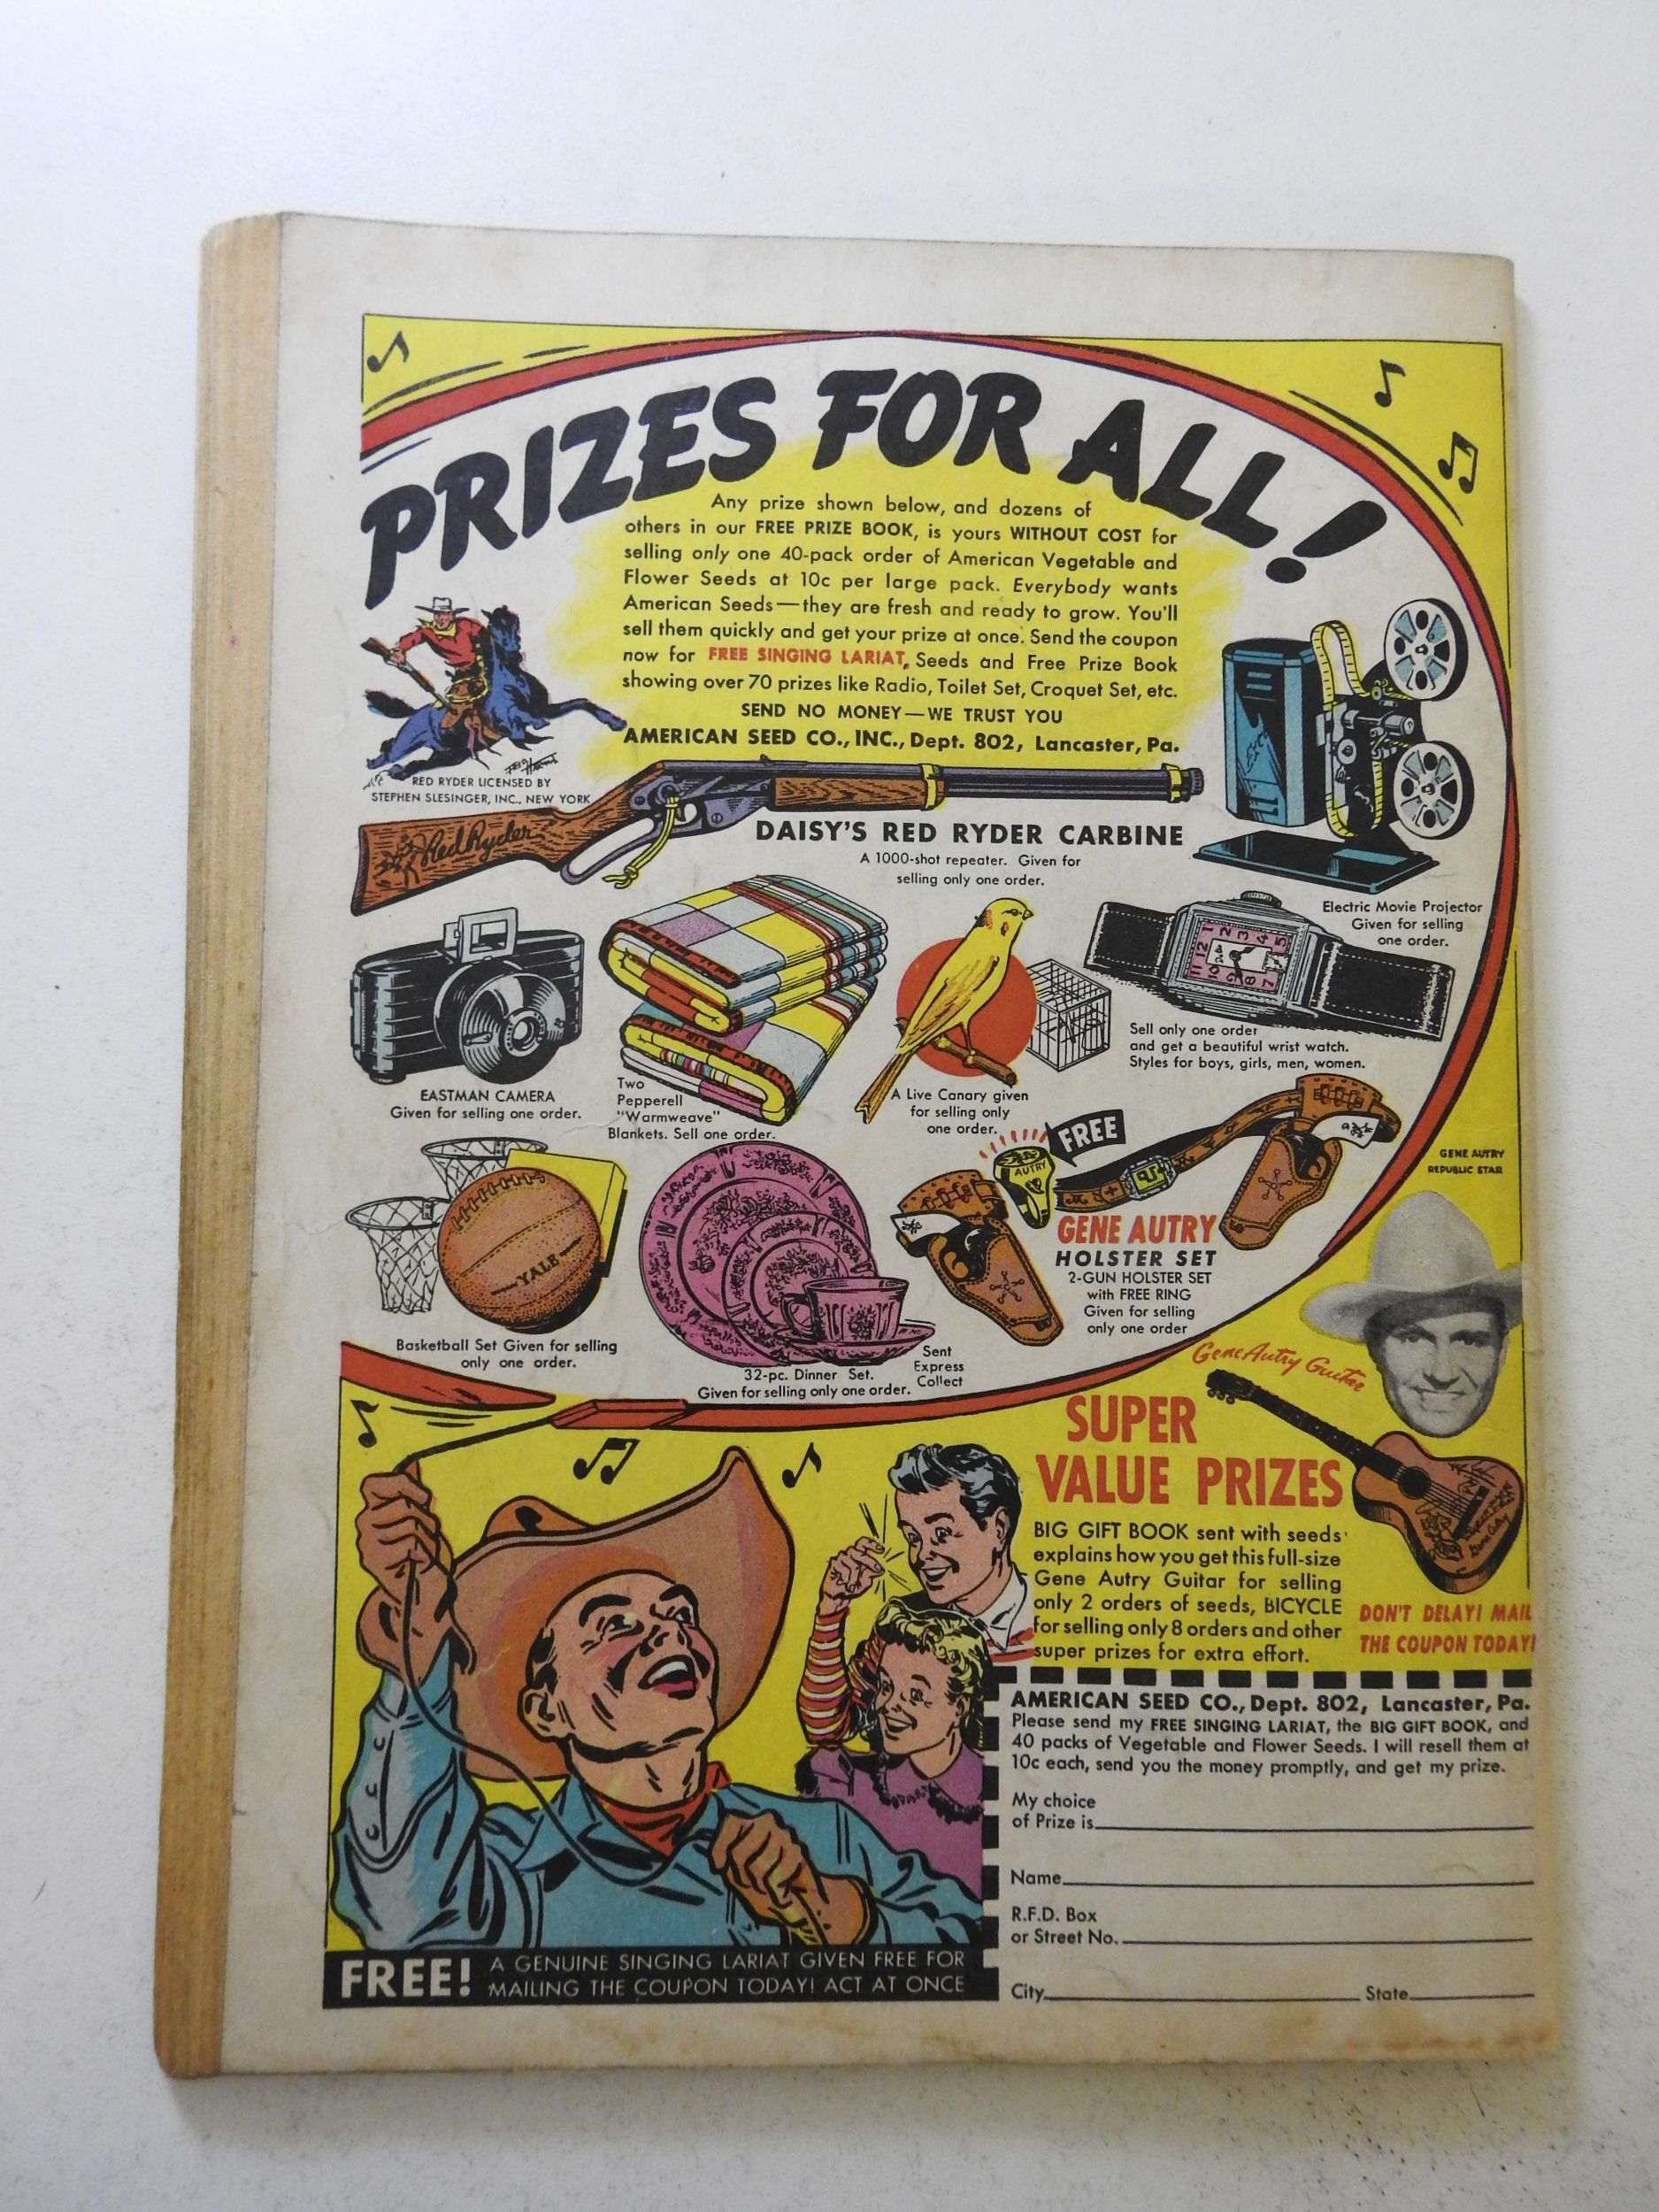 PRIZES FOR ALL!
Any prize shown below, and dozens of
others in our FREE PRIZE BOOK, is yours WITHOUT COST for
selling only one 40-pack order of American Vegetable and
Flower Seeds at 10c per large pack. Everybody wants
American Seeds—they are fresh and ready to grow. You'll
sell them quickly and get your prize at once. Send the coupon
now for FREE SINGING LARIAT, Seeds and Free Prize Book
showing over 70 prizes like Radio, Toilet Set, Croquet Set, etc.
SEND NO MONEY—WE TRUST YOU
AMERICAN SEED CO., INC., Dept. 802, Lancaster, Pa.
Fred Harman
RED RYDER LICENSED BY
STEPHEN SLESINGER, INC., NEW YORK
Red Ryder
DAISY'S RED RYDER CARBINE
A 1000-shot repeater. Given for
selling only one order.
Electric Movie Projector
Given for selling
one order.
EASTMAN CAMERA
Given for selling one order.
Two
Pepperell
"Warmweave"
Blankets. Sell one order.
A Live Canary given
for selling only
one order.
11 12 1 2 3 4 5 7 8 9 10
Sell only one order
and get a beautiful wrist watch.
Styles for boys, girls, men, women.
YALE
Basketball Set Given for selling
only one order.
32-pc. Dinner Set.
Given for selling only one order.
Sent
Express
Collect
FREE
AUTRY
GENE AUTRY
HOLSTER SET
2-GUN HOLSTER SET
with FREE RING
Given for selling
only one order
GENE AUTRY
REPUBLIC STAR
Gene Autry Guitar
Gene Autry
SUPER
VALUE PRIZES
BIG GIFT BOOK sent with seeds
explains how you get this full-size
Gene Autry Guitar for selling
only 2 orders of seeds, BICYCLE
for selling only 8 orders and other
super prizes for extra effort.
DON'T DELAY! MAIL
THE COUPON TODAY!
AMERICAN SEED CO., Dept. 802, Lancaster, Pa.
Please send my FREE SINGING LARIAT, the BIG GIFT BOOK, and
40 packs of Vegetable and Flower Seeds. I will resell them at
10c each, send you the money promptly, and get my prize.
My choice
of Prize is
Name
R.F.D. Box
or Street No.
City State
FREE! A GENUINE SINGING LARIAT GIVEN FREE FOR
MAILING THE COUPON TODAY! ACT AT ONCE